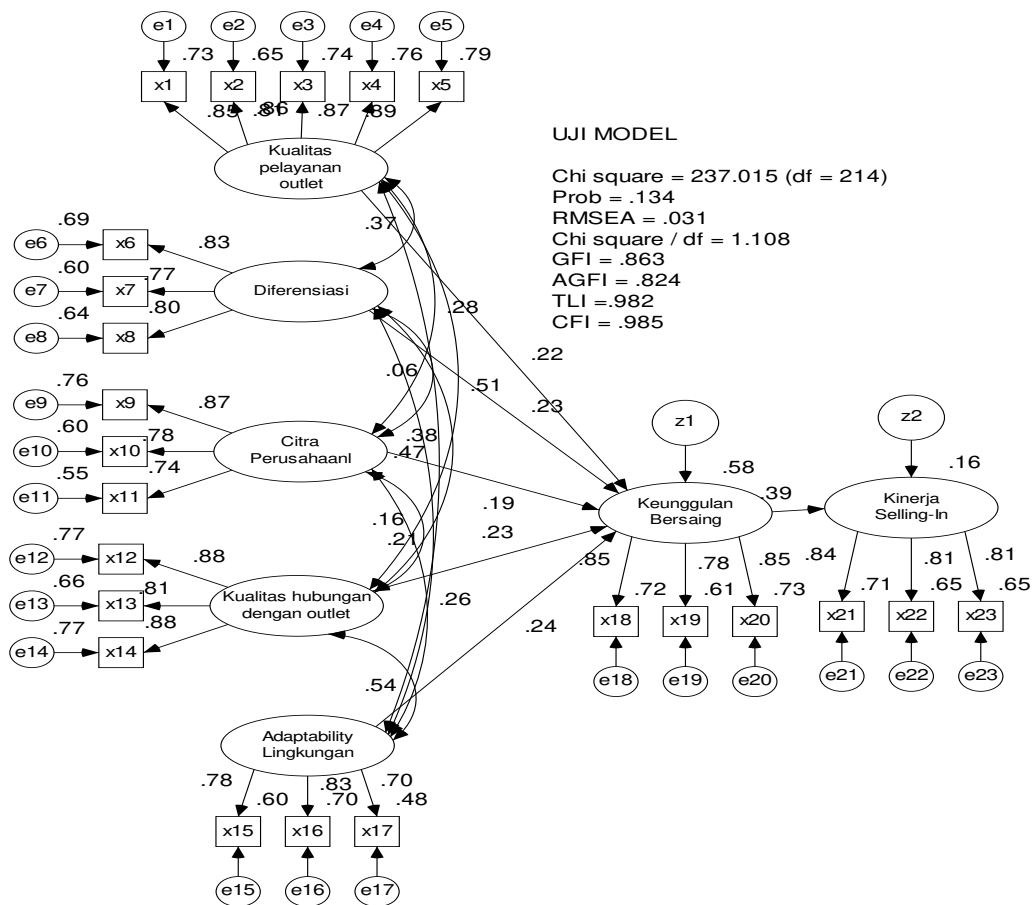 e1 e2 e3 e4 e5
.73 .65 .74 .76 .79
x1 x2 x3 x4 x5
.85 .81 .86 .87 .89
Kualitas
pelayanan
outlet
UJI MODEL
Chi square = 237.015 (df = 214)
Prob = .134
RMSEA = .031
Chi square / df = 1.108
GFI = .863
AGFI = .824
TLI =.982
CFI = .985
.37
.69
e6 x6 .83
.60
e7 x7 .77
Diferensiasi
.64
e8 x8 .80
.28
.22
.06
.51
.23
.76
e9 x9 .87
.60
e10 x10 .78
Citra
PerusahaanI
.55
e11 x11 .74
.38
.47
.19
z1
z2
.58
.16
Keunggulan
Bersaing
.39
Kinerja
Selling-In
.16
.21
.23
.77
e12 x12 .88
.66
e13 x13 .81
Kualitas hubungan
dengan outlet
.77
e14 x14 .88
.26
.24
.54
.85 .78 .85
.72 .61 .73
x18 x19 x20
e18 e19 e20
.84 .81 .81
.71 .65 .65
x21 x22 x23
e21 e22 e23
Adaptability
Lingkungan
.78 .83 .70
.60 .70 .48
x15 x16 x17
e15 e16 e17